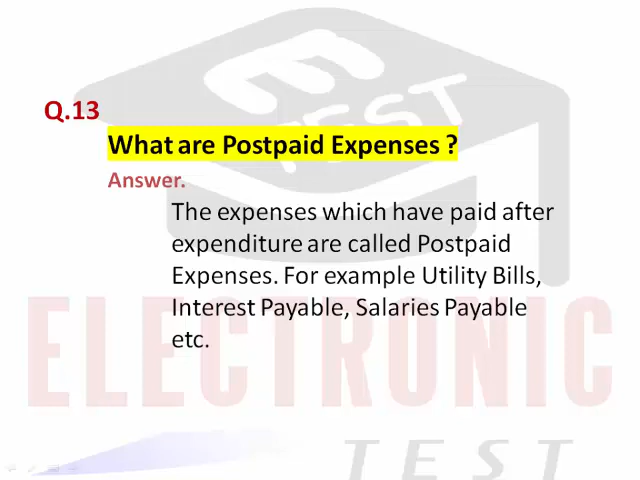 E
TEST
Q.13
What are Postpaid Expenses ?
Answer.
The expenses which have paid after
expenditure are called Postpaid
Expenses. For example Utility Bills,
Interest Payable, Salaries Payable
etc.
ELECTRONIC
TEST